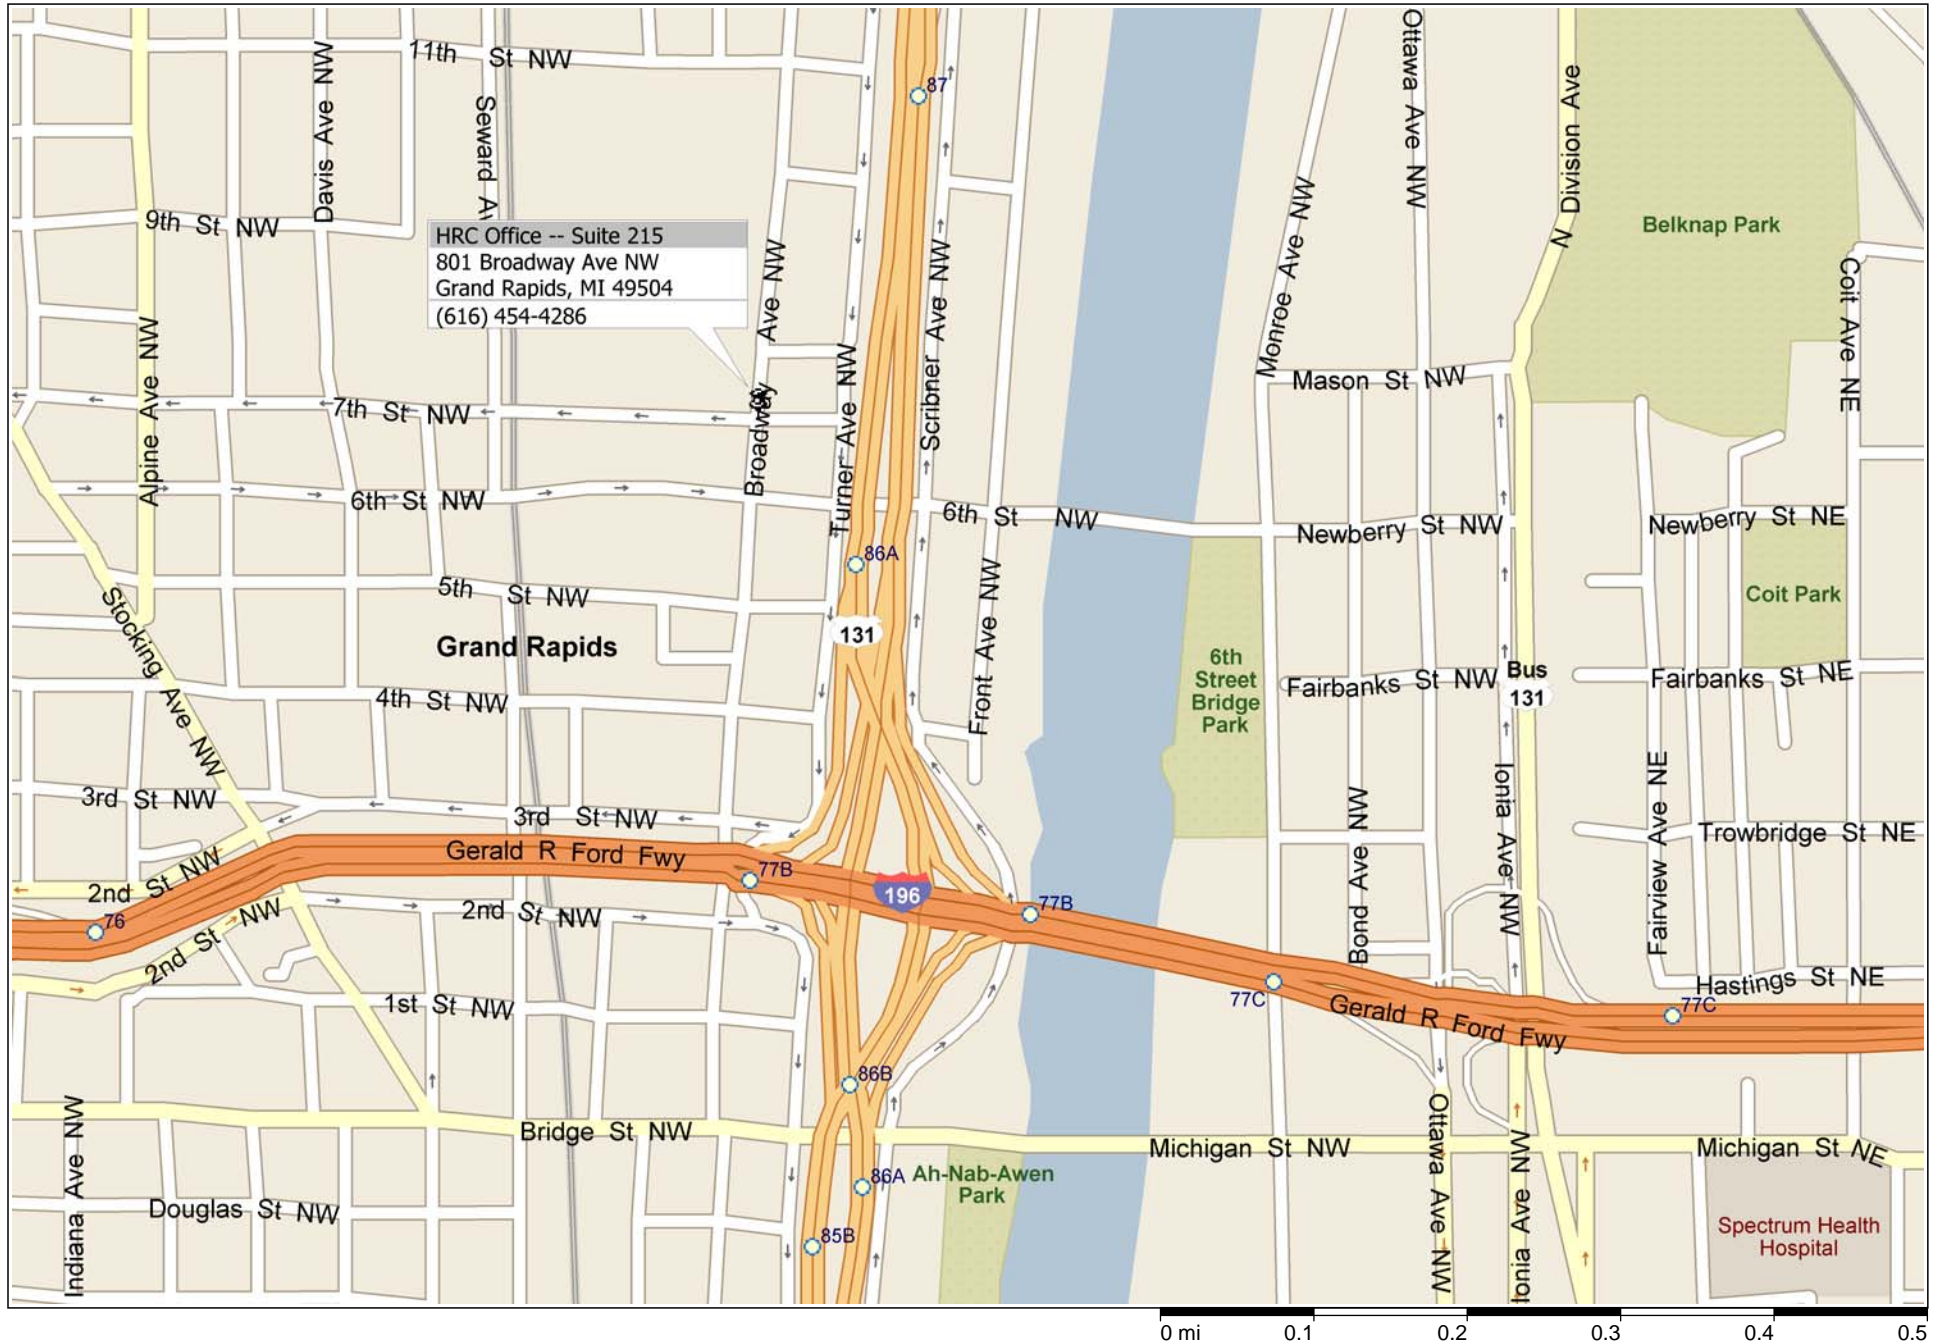 11th St NW
87
Davis Ave NW
Seward Av
Ottawa Ave NW
N Division Ave
Belknap Park
9th St NW
HRC Office -- Suite 215
801 Broadway Ave NW
Grand Rapids, MI 49504
(616) 454-4286
Broadway Ave NW
Turner Ave NW
Scribner Ave NW
Monroe Ave NW
Coit Ave NE
Alpine Ave NW
Mason St NW
7th St NW
6th St NW
6th St NW
Newberry St NW
Newberry St NE
86A
5th St NW
Front Ave NW
Coit Park
Stocking Ave NW
Grand Rapids
131
6th
Street
Bridge
Park
Fairbanks St NW
Bus
131
Fairbanks St NE
4th St NW
3rd St NW
3rd St NW
Ionia Ave NW
Bond Ave NW
Fairview Ave NE
Trowbridge St NE
Gerald R Ford Fwy
77B
196
77B
2nd St NW
76
2nd St NW
2nd St NW
1st St NW
77C
Gerald R Ford Fwy
77C
Hastings St NE
86B
Indiana Ave NW
Bridge St NW
Michigan St NW
Michigan St NE
Ottawa Ave NW
Ionia Ave NW
86A
Ah-Nab-Awen
Park
Douglas St NW
85B
Spectrum Health
Hospital
0 mi 0.1 0.2 0.3 0.4 0.5